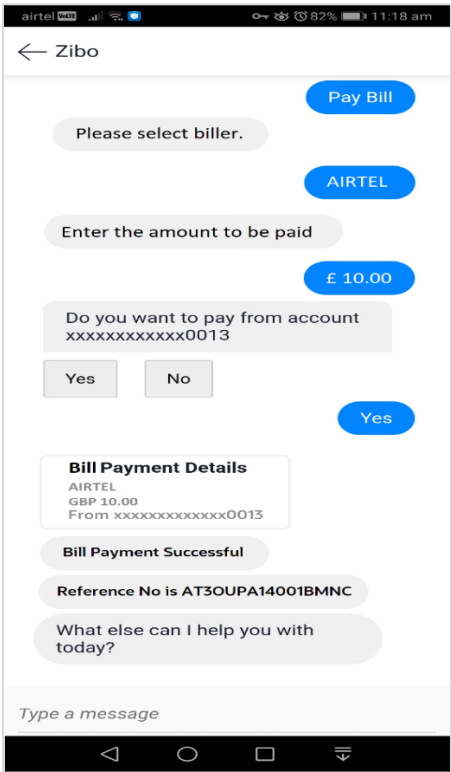 airtel VoLTE 82% 11:18 am
Zibo
Pay Bill
Please select biller.
AIRTEL
Enter the amount to be paid
£ 10.00
Do you want to pay from account
xxxxxxxxxxxx0013
Yes
No
Yes
Bill Payment Details
AIRTEL
GBP 10.00
From xxxxxxxxxxxxx0013
Bill Payment Successful
Reference No is AT3OUPA14001BMNC
What else can I help you with
today?
Type a message